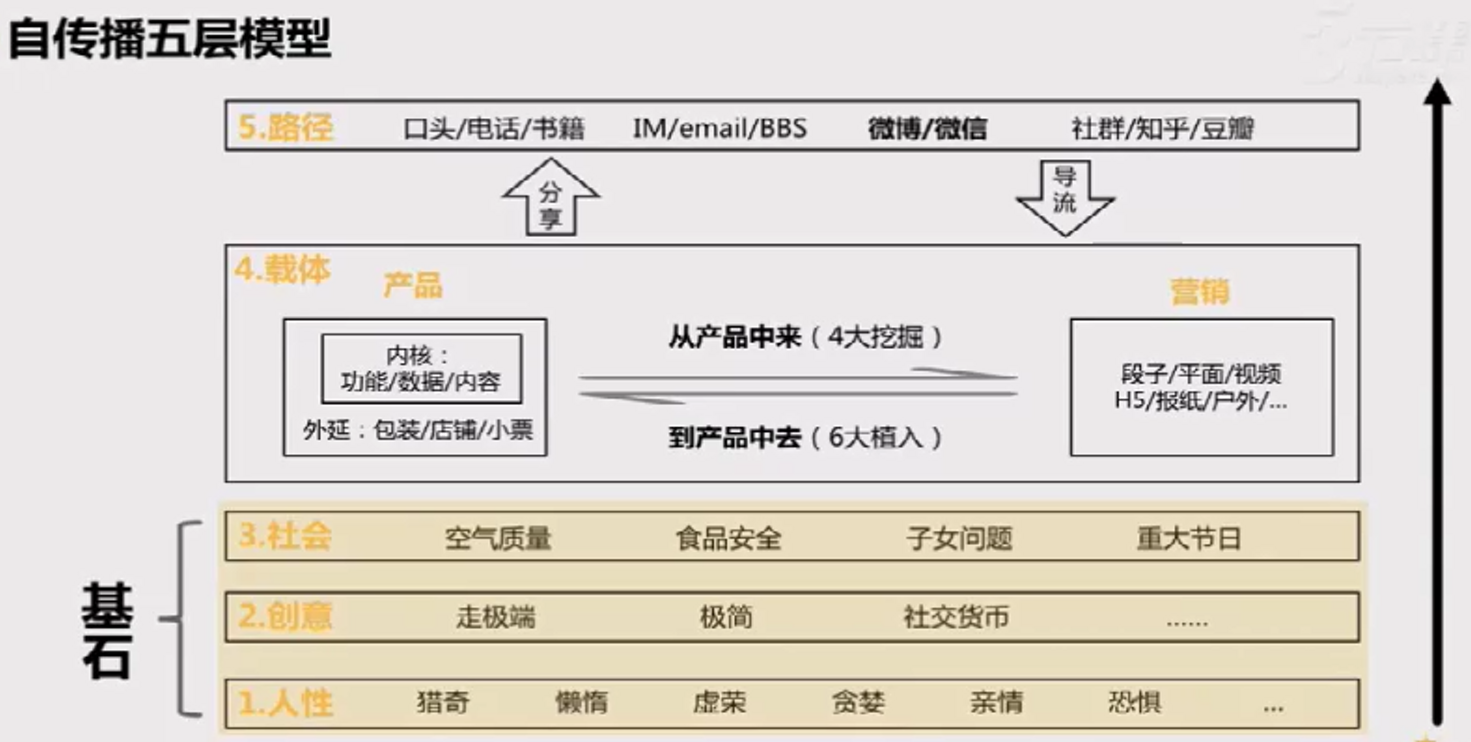 自传播五层模型
5.路径 口头/电话/书籍 IM/email/BBS 微博/微信 社群/知乎/豆瓣
分享
导流
4.载体
产品
营销
内核：
功能/数据/内容
外延：包装/店铺/小票
从产品中来（4大挖掘）
到产品中去（6大植入）
段子/平面/视频
H5/报纸/户外/...
基石
3.社会 空气质量 食品安全 子女问题 重大节日
2.创意 走极端 极简 社交货币 ......
1.人性 猎奇 懒惰 虚荣 贪婪 亲情 恐惧 ...